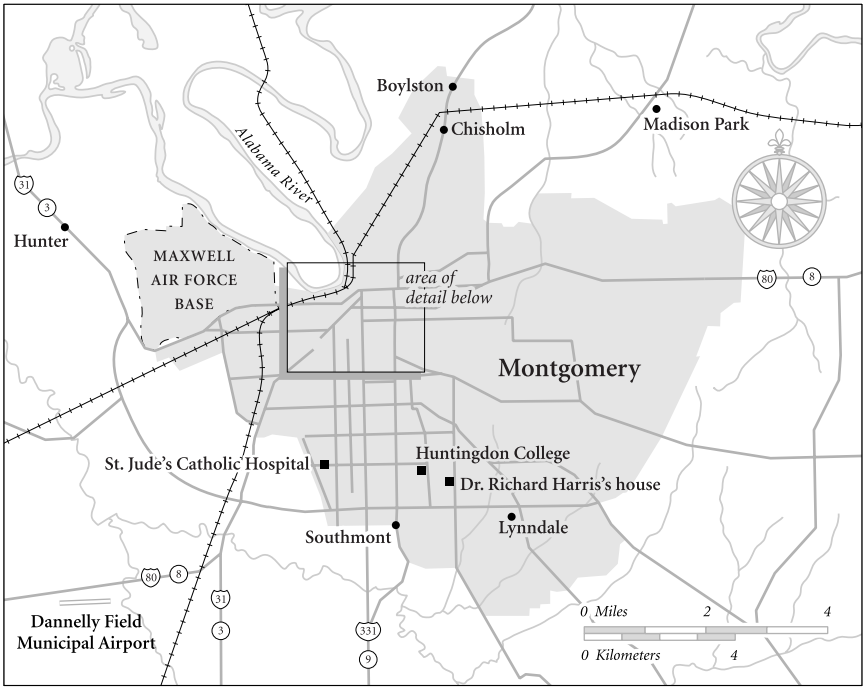 Boylston
Chisholm
Madison Park
Alabama River
31
3
Hunter
MAXWELL
AIR FORCE
BASE
area of
detail below
80
8
Montgomery
Huntingdon College
St. Jude's Catholic Hospital
Dr. Richard Harris's house
Southmont
Lynndale
80
8
31
3
Dannelly Field
Municipal Airport
331
9
0 Miles 2 4
0 Kilometers 4